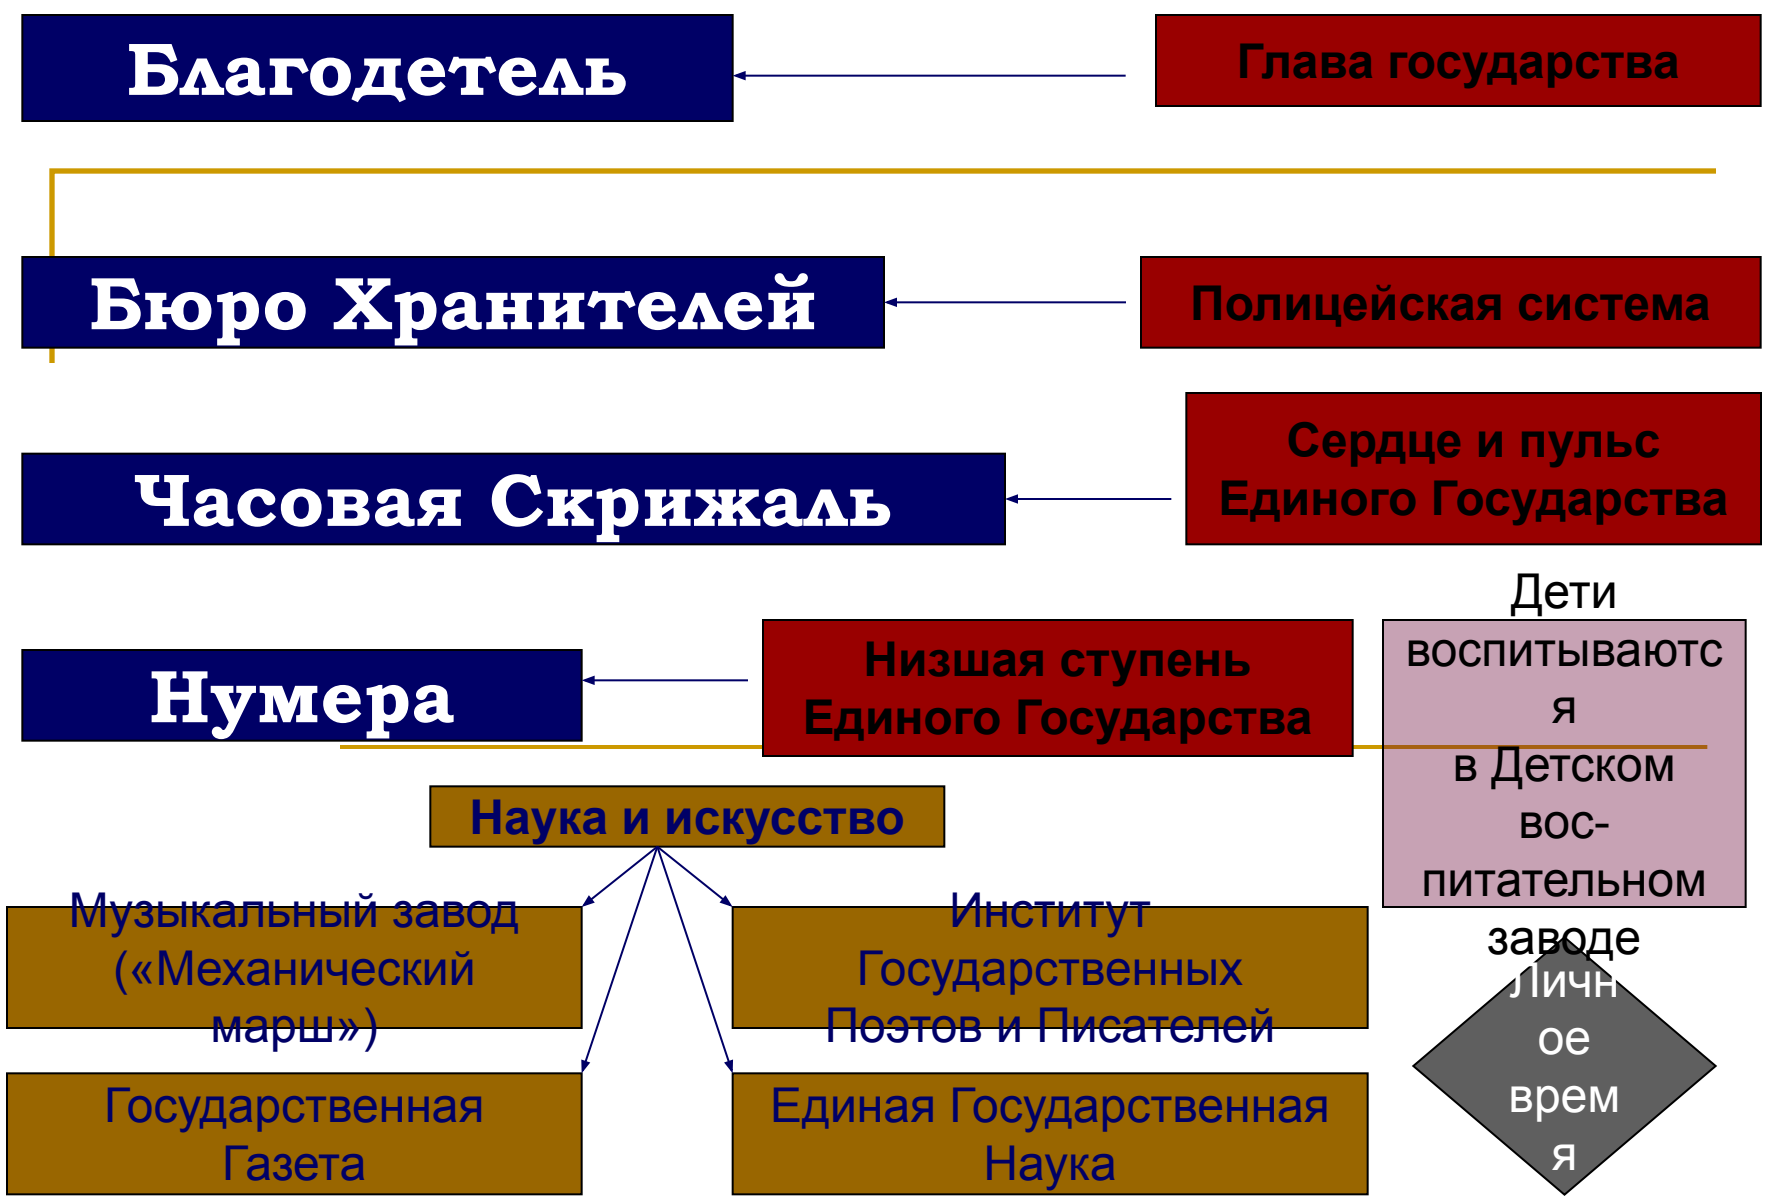 Благодетель
Глава государства
Бюро Хранителей
Полицейская система
Часовая Скрижаль
Сердце и пульс
Единого Государства
Нумера
Низшая ступень
Единого Государства
Дети
воспитываютс
я
в Детском
вос-
питательном
заводе
Наука и искусство
Музыкальный завод
(«Механический
марш»)
Институт
Государственных
Поэтов и Писателей
Государственная
Газета
Единая Государственная
Наука
Личн
ое
врем
я